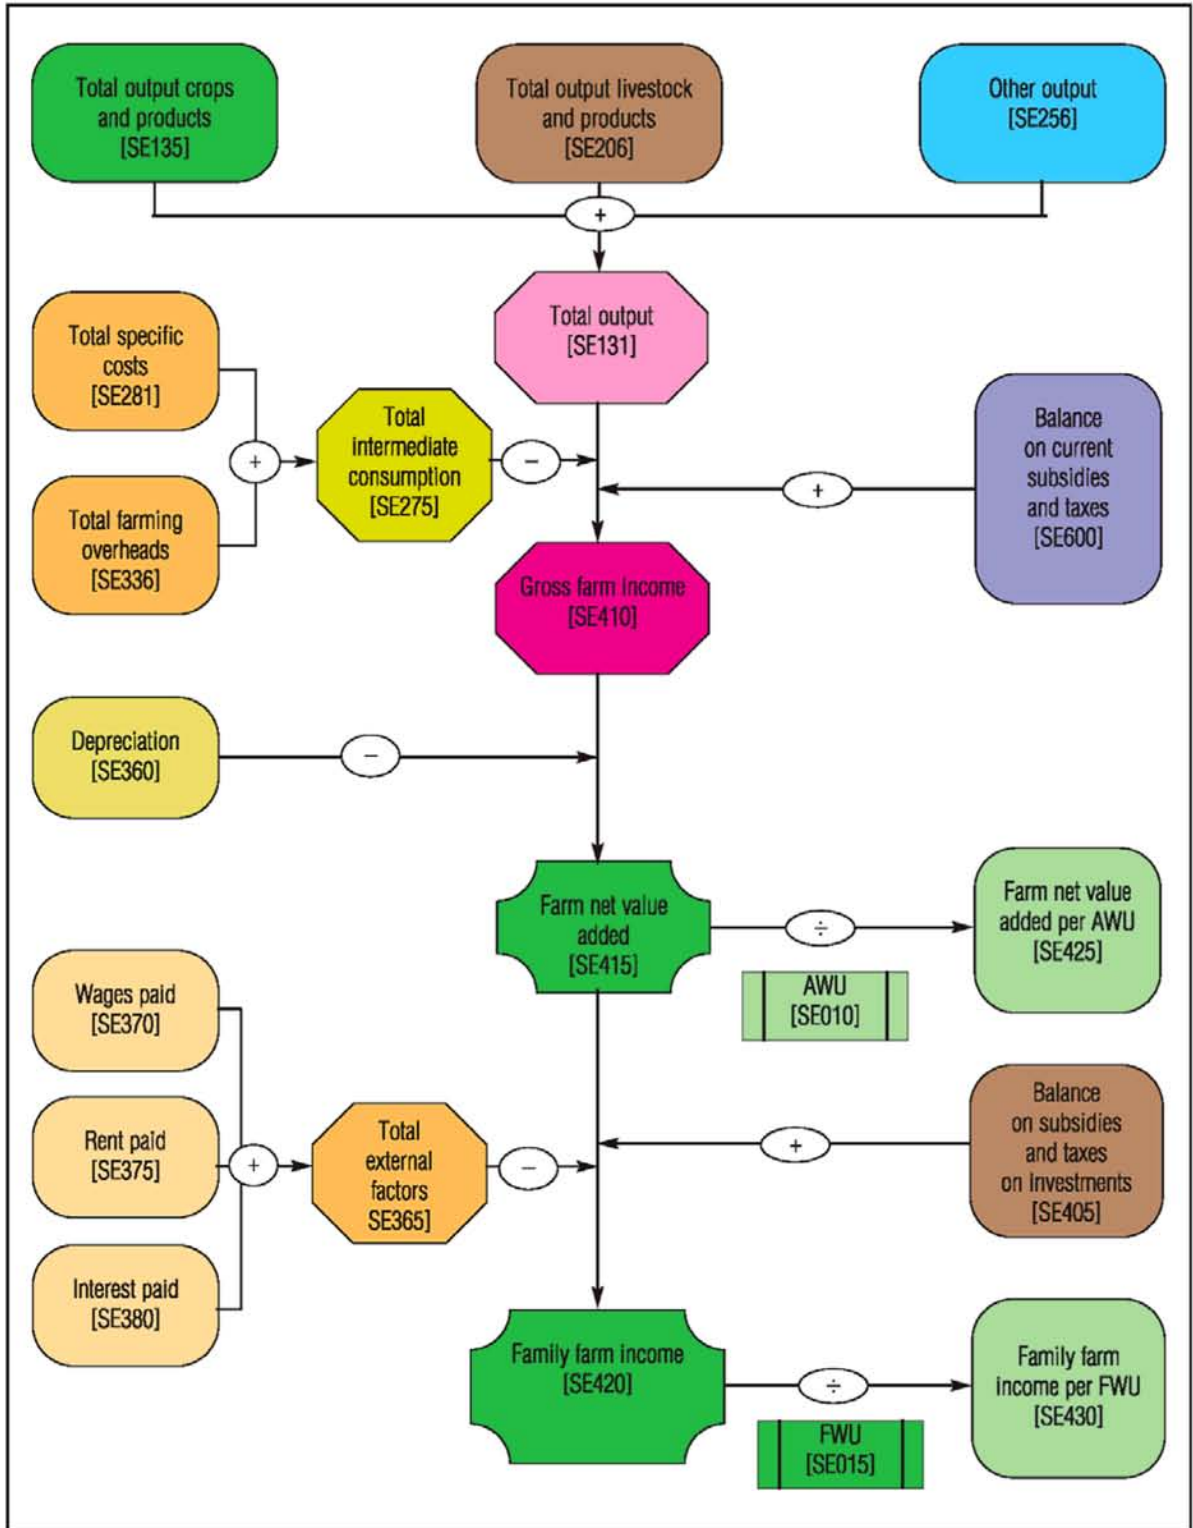 Total output crops
and products
[SE135]
Total output livestock
and products
[SE206]
Other output
[SE256]
+
Total output
[SE131]
Total specific
costs
[SE281]
Total farming
overheads
[SE336]
+
Total
intermediate
consumption
[SE275]
−
+
Balance
on current
subsidies
and taxes
[SE600]
Gross farm income
[SE410]
Depreciation
[SE360]
−
Farm net value
added
[SE415]
÷
AWU
[SE010]
Farm net value
added per AWU
[SE425]
Wages paid
[SE370]
Rent paid
[SE375]
Interest paid
[SE380]
+
Total
external
factors
SE365]
−
+
Balance
on subsidies
and taxes
on investments
[SE405]
Family farm income
[SE420]
÷
FWU
[SE015]
Family farm
income per FWU
[SE430]